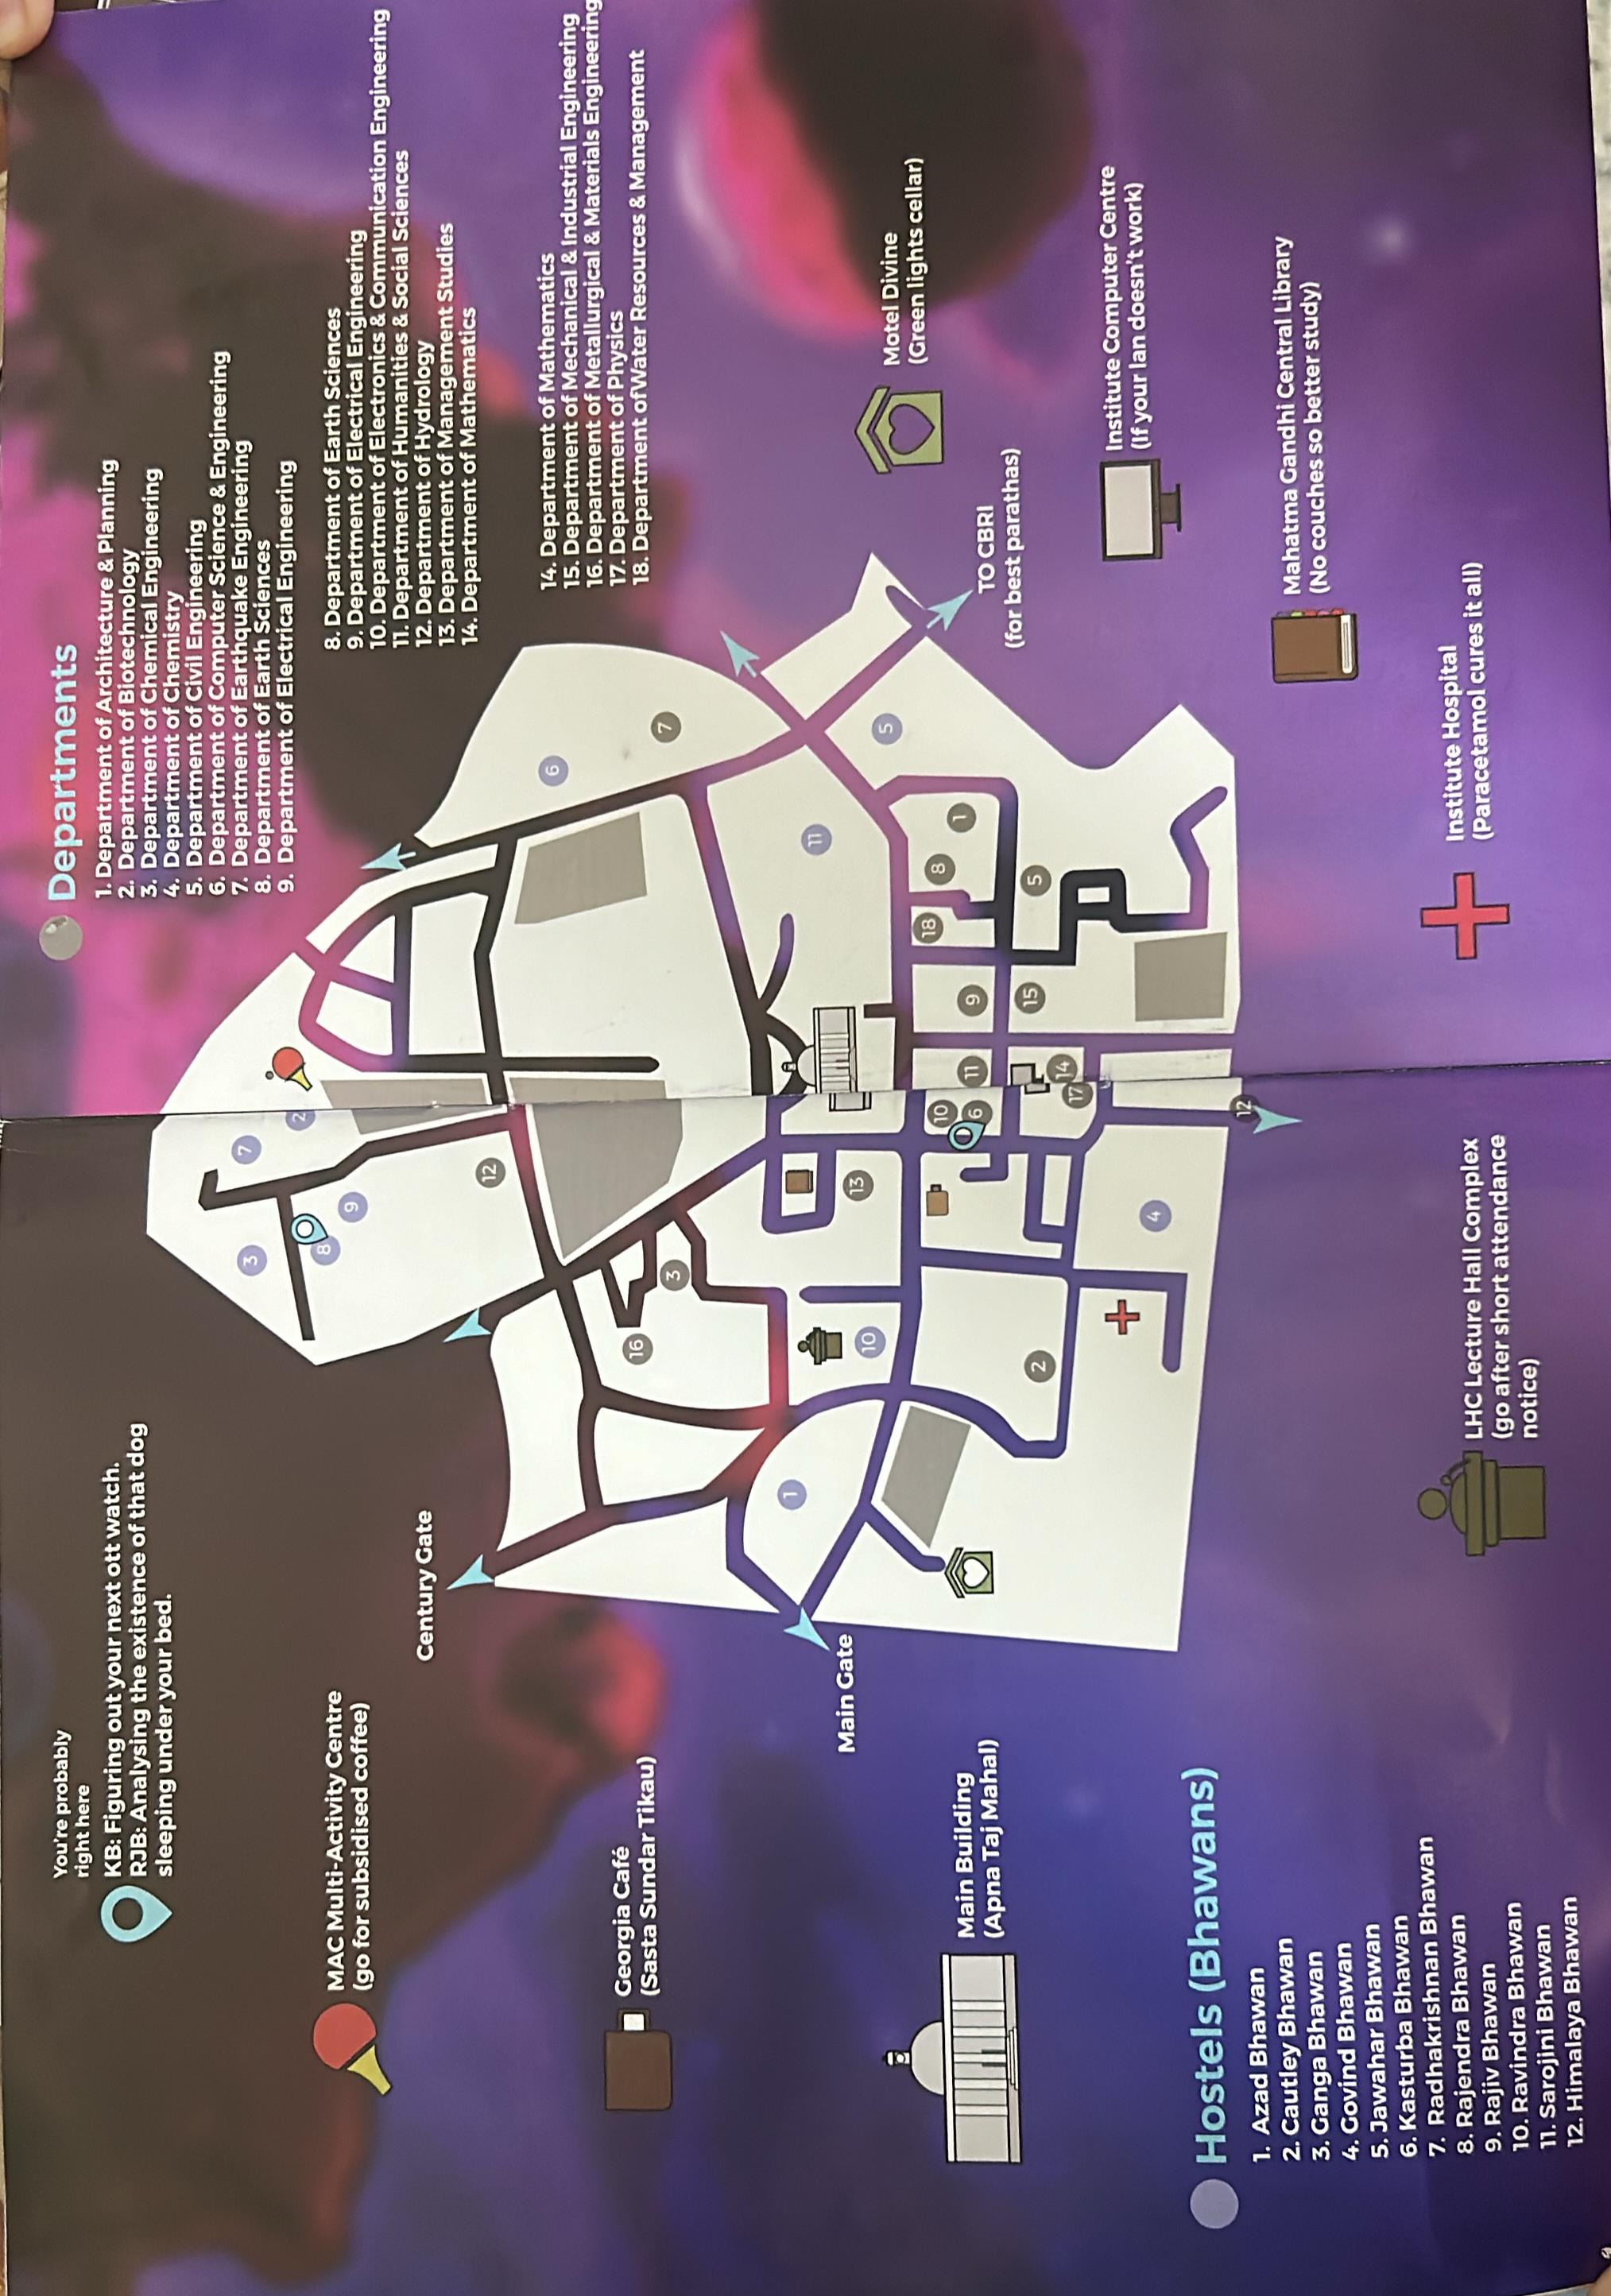 You're probably
right here
KB: Figuring out your next ott watch.
RJB: Analysing the existence of that dog
sleeping under your bed.
MAC Multi-Activity Centre
(go for subsidised coffee)
Century Gate
Georgia Café
(Sasta Sundar Tikau)
Main Gate
Main Building
(Apna Taj Mahal)
Hostels (Bhawans)
1. Azad Bhawan
2. Cautley Bhawan
3. Ganga Bhawan
4. Govind Bhawan
5. Jawahar Bhawan
6. Kasturba Bhawan
7. Radhakrishnan Bhawan
8. Rajendra Bhawan
9. Rajiv Bhawan
10. Ravindra Bhawan
11. Sarojini Bhawan
12. Himalaya Bhawan
LHC Lecture Hall Complex
(go after short attendance
notice)
3
7
2
8
9
12
16
3
1
10
13
10
6
2
17
4
12
6
7
11
5
18
8
1
11
9
15
5
14
Departments
1. Department of Architecture & Planning
2. Department of Biotechnology
3. Department of Chemical Engineering
4. Department of Chemistry
5. Department of Civil Engineering
6. Department of Computer Science & Engineering
7. Department of Earthquake Engineering
8. Department of Earth Sciences
9. Department of Electrical Engineering
8. Department of Earth Sciences
9. Department of Electrical Engineering
10. Department of Electronics & Communication Engineering
11. Department of Humanities & Social Sciences
12. Department of Hydrology
13. Department of Management Studies
14. Department of Mathematics
14. Department of Mathematics
15. Department of Mechanical & Industrial Engineering
16. Department of Metallurgical & Materials Engineering
17. Department of Physics
18. Department ofWater Resources & Management
Motel Divine
(Green lights cellar)
TO CBRI
(for best parathas)
Institute Computer Centre
(If your lan doesn't work)
Mahatma Gandhi Central Library
(No couches so better study)
Institute Hospital
(Paracetamol cures it all)